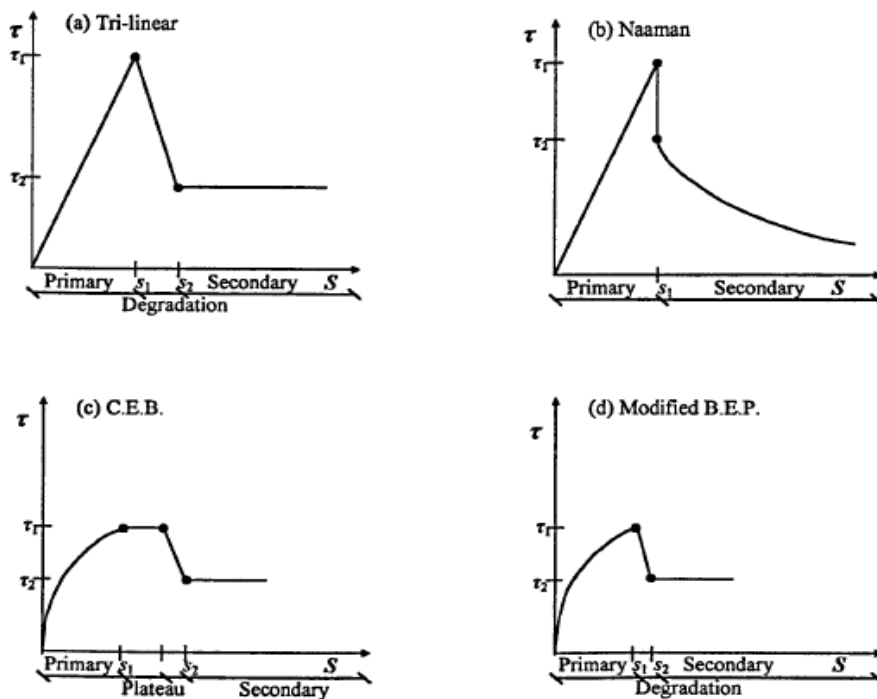 (a) Tri-linear
τ
τ₁
τ₂
Primary s₁ s₂ Secondary S
Degradation
(b) Naaman
τ
τ₁
τ₂
Primary s₁ Secondary S
(c) C.E.B.
τ
τ₁
τ₂
Primary s₁ s₂ S
Plateau Secondary
(d) Modified B.E.P.
τ
τ₁
τ₂
Primary s₁ s₂ Secondary S
Degradation